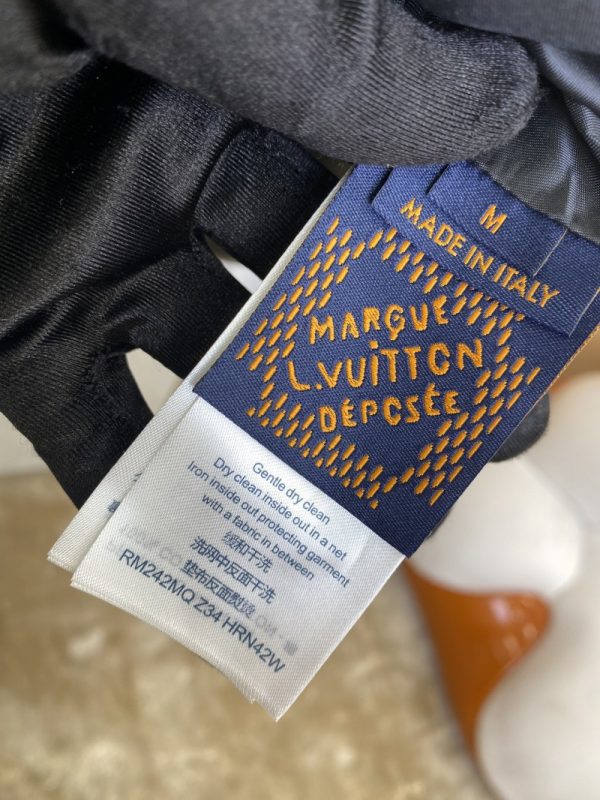 M
MADE IN ITALY
MARQUE
L.VUITTON
DÉPOSÉE
Gentle dry clean
Dry clean inside out in a net
Iron inside out protecting garment
with a fabric in between
缓和干洗
洗网中反面干洗
垫布反面熨烫
RM242MQ Z34 HRN42W